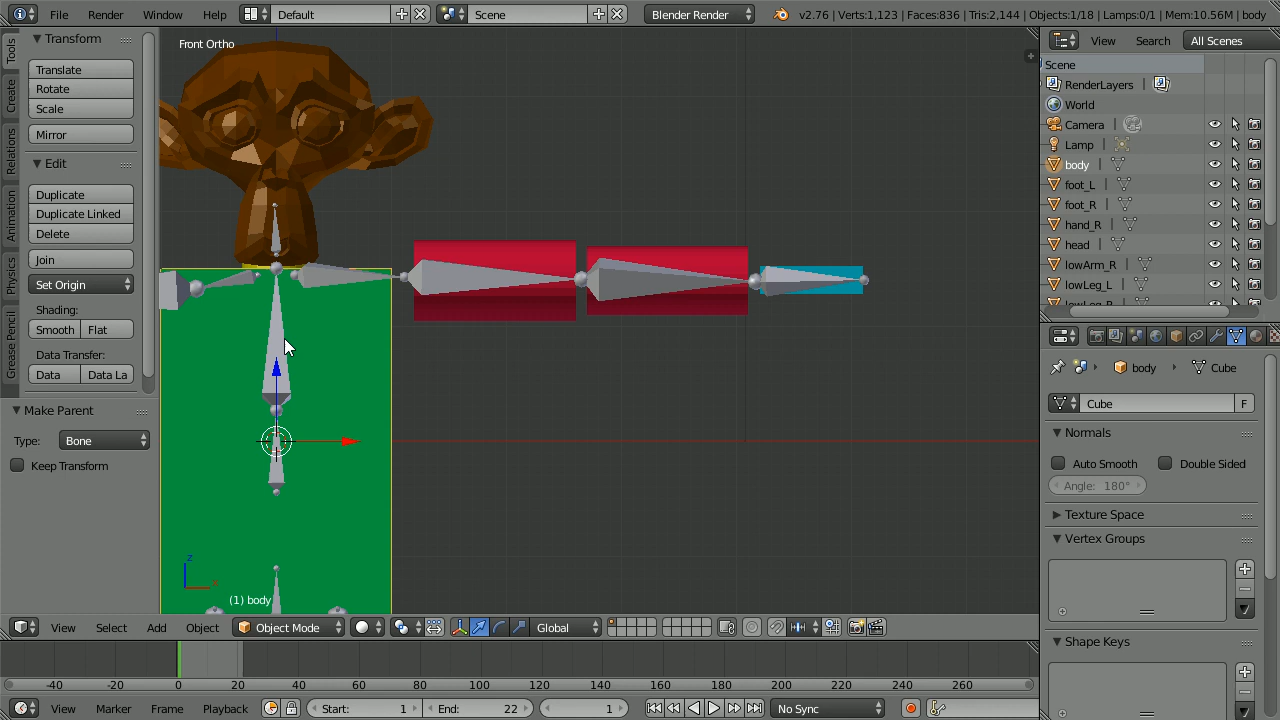 File Render Window Help Default Scene Blender Render v2.76 | Verts:1,123 | Faces:836 | Tris:2,144 | Objects:1/18 | Lamps:0/1 | Mem:10.56M | body
Tools
Create
Relations
Animation
Physics
Grease Pencil
Transform
Translate
Rotate
Scale
Mirror
Edit
Duplicate
Duplicate Linked
Delete
Join
Set Origin
Shading:
Smooth Flat
Data Transfer:
Data Data La
Make Parent
Type: Bone
Keep Transform
Front Ortho
z
x
(1) body
View Select Add Object Object Mode Global
-40 -20 0 20 40 60 80 100 120 140 160 180 200 220 240 260
View Marker Frame Playback Start: 1 End: 22 1 No Sync
View Search All Scenes
Scene
RenderLayers
World
Camera
Lamp
body
foot_L
foot_R
hand_R
head
lowArm_R
lowLeg_L
lowLeg_R
body Cube
Cube F
Normals
Auto Smooth Double Sided
Angle: 180°
Texture Space
Vertex Groups
Shape Keys